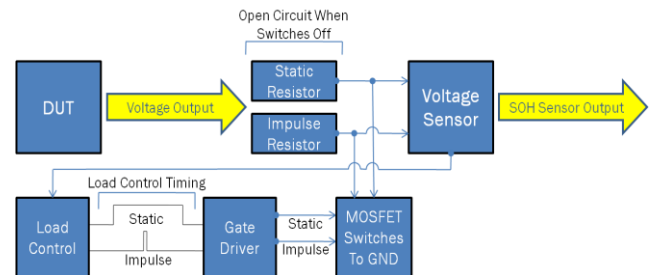 Open Circuit When
Switches Off
DUT
Voltage Output
Static
Resistor
Impulse
Resistor
Voltage
Sensor
SOH Sensor Output
Load Control Timing
Load
Control
Static
Impulse
Gate
Driver
Static
Impulse
MOSFET
Switches
To GND